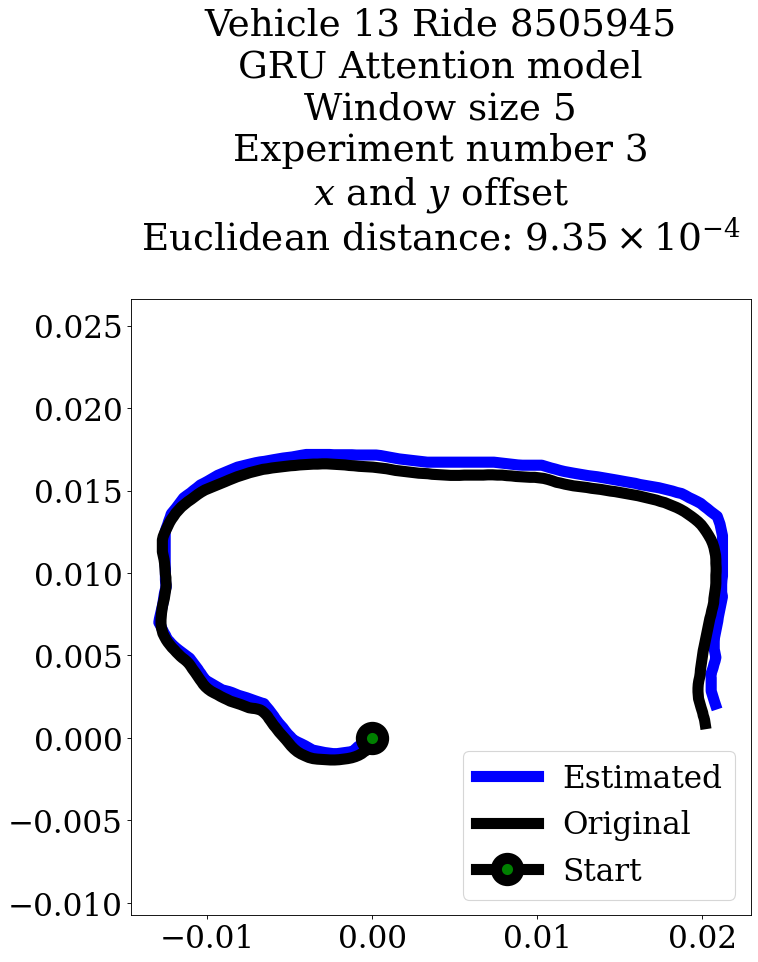 Vehicle 13 Ride 8505945
GRU Attention model
Window size 5
Experiment number 3
x and y offset
Euclidean distance: 9.35 × 10⁻⁴
0.025
0.020
0.015
0.010
0.005
0.000
−0.005
−0.010
−0.01 0.00 0.01 0.02
Estimated
Original
Start